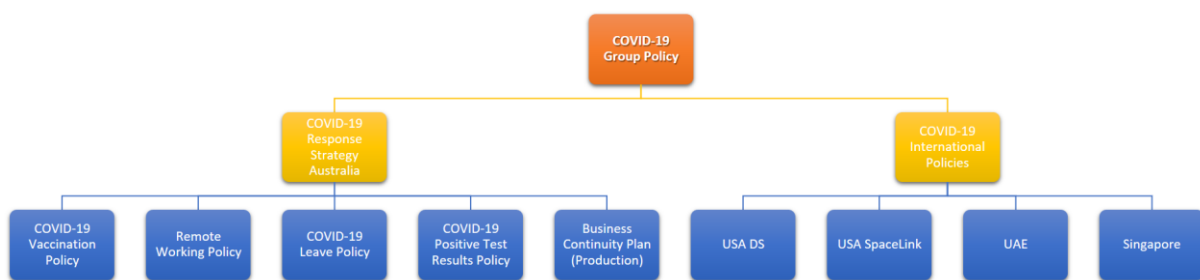 COVID-19
Group Policy
COVID-19
Response
Strategy
Australia
COVID-19
International
Policies
COVID-19
Vaccination
Policy
Remote
Working Policy
COVID-19
Leave Policy
COVID-19
Positive Test
Results Policy
Business
Continuity Plan
(Production)
USA DS
USA SpaceLink
UAE
Singapore